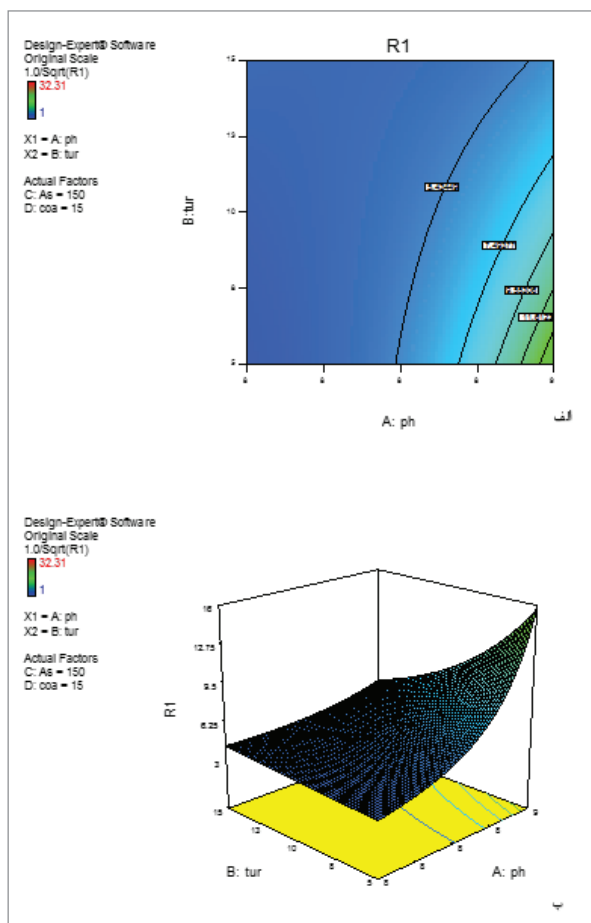 Design-Expert® Software
Original Scale
1.0/Sqrt(R1)
32.31
1
X1 = A: ph
X2 = B: tur
Actual Factors
C: As = 150
D: coa = 15
R1
B:tur
10
A: ph
الف
Design-Expert® Software
Original Scale
1.0/Sqrt(R1)
32.31
1
X1 = A: ph
X2 = B: tur
Actual Factors
C: As = 150
D: coa = 15
R1
16
12.75
9.5
6.25
15
10
9
B: tur
A: ph
ب